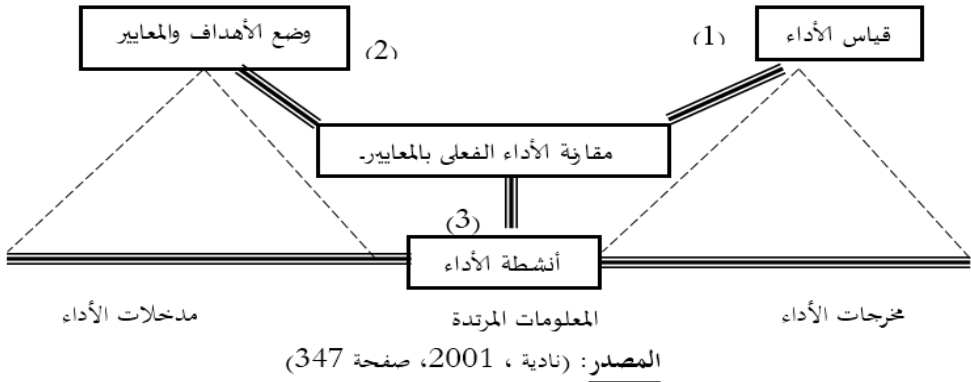 قياس الأداء
(1)
وضع الأهداف والمعايير
(2)
مقارنة الأداء الفعلي بالمعايير.
(3)
أنشطة الأداء
مخرجات الأداء
المعلومات المرتدة
مدخلات الأداء
المصدر: (نادية ، 2001، صفحة 347)